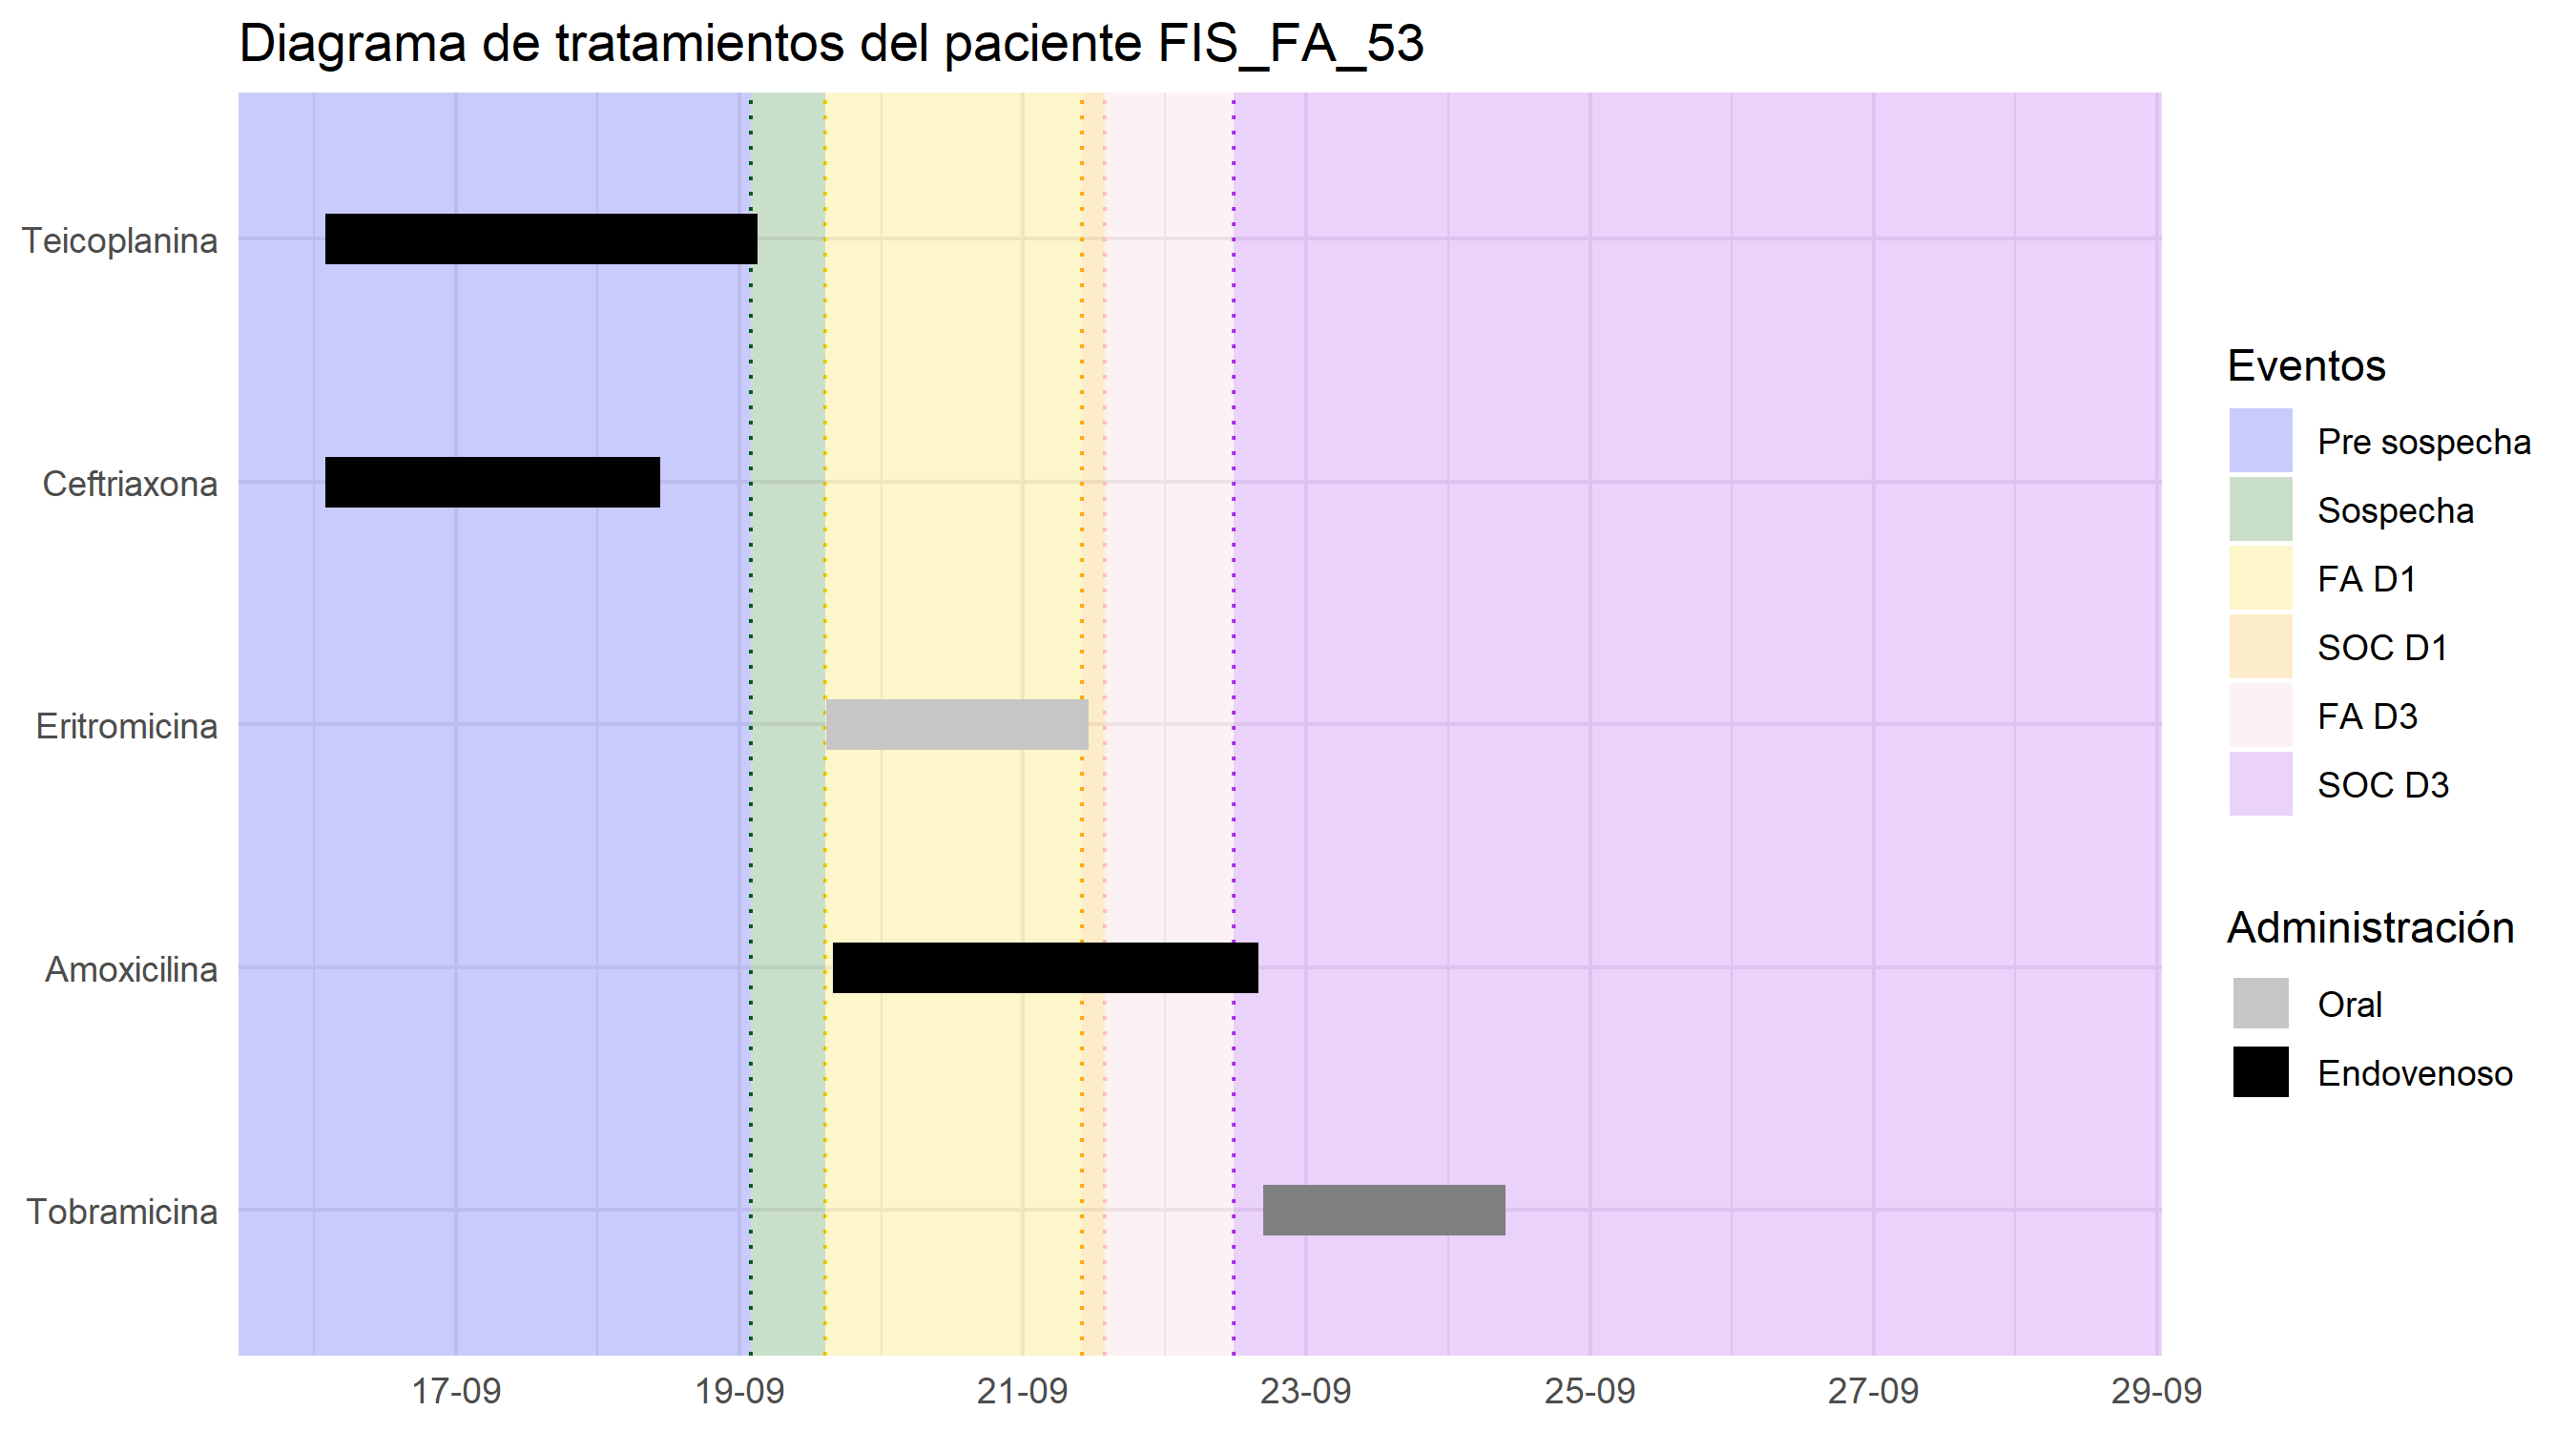 Diagrama de tratamientos del paciente FIS_FA_53
Teicoplanina
Ceftriaxona
Eritromicina
Amoxicilina
Tobramicina
17-09
19-09
21-09
23-09
25-09
27-09
29-09
Eventos
Pre sospecha
Sospecha
FA D1
SOC D1
FA D3
SOC D3
Administración
Oral
Endovenoso